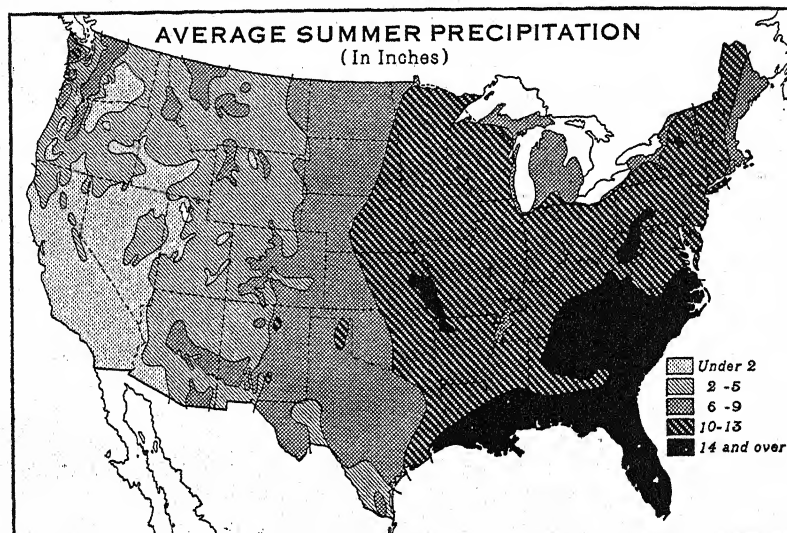 AVERAGE SUMMER PRECIPITATION
(In Inches)
Under 2
2 - 5
6 - 9
10-13
14 and over